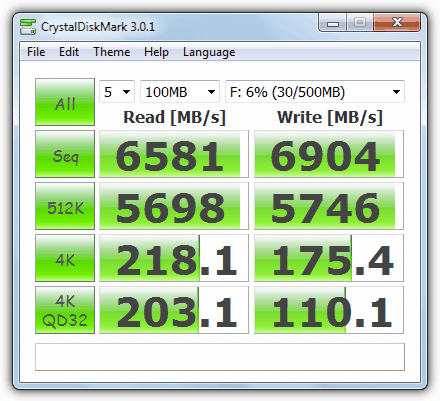 CrystalDiskMark 3.0.1
File Edit Theme Help Language
All 5 100MB F: 6% (30/500MB)
Read [MB/s] Write [MB/s]
Seq 6581 6904
512K 5698 5746
4K 218.1 175.4
4K QD32 203.1 110.1